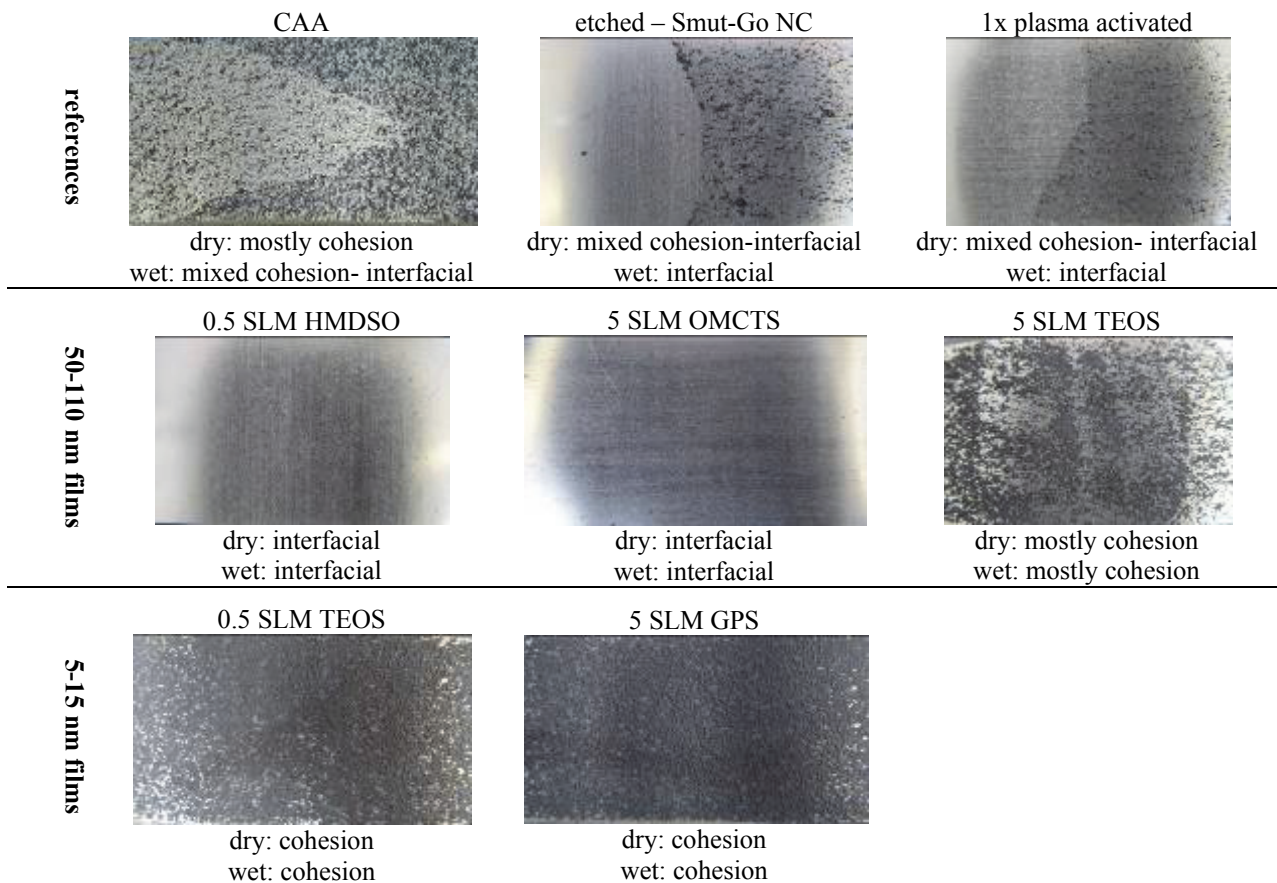 CAA
etched – Smut-Go NC
1x plasma activated
references
dry: mostly cohesion
wet: mixed cohesion- interfacial
dry: mixed cohesion-interfacial
wet: interfacial
dry: mixed cohesion- interfacial
wet: interfacial
0.5 SLM HMDSO
5 SLM OMCTS
5 SLM TEOS
50-110 nm films
dry: interfacial
wet: interfacial
dry: interfacial
wet: interfacial
dry: mostly cohesion
wet: mostly cohesion
0.5 SLM TEOS
5 SLM GPS
5-15 nm films
dry: cohesion
wet: cohesion
dry: cohesion
wet: cohesion